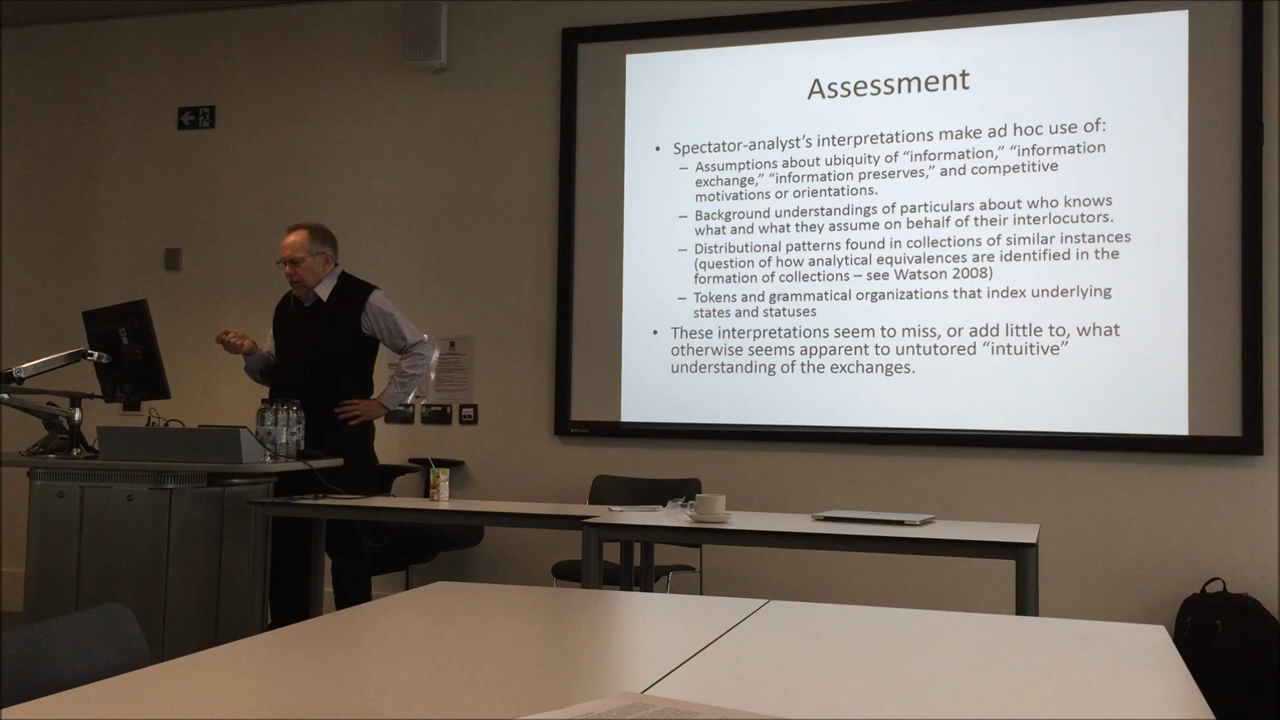 Assessment
• Spectator-analyst's interpretations make ad hoc use of:
– Assumptions about ubiquity of “information,” “information
exchange,” “information preserves,” and competitive
motivations or orientations.
– Background understandings of particulars about who knows
what and what they assume on behalf of their interlocutors.
– Distributional patterns found in collections of similar instances
(question of how analytical equivalences are identified in the
formation of collections – see Watson 2008)
– Tokens and grammatical organizations that index underlying
states and statuses
• These interpretations seem to miss, or add little to, what
otherwise seems apparent to untutored “intuitive”
understanding of the exchanges.